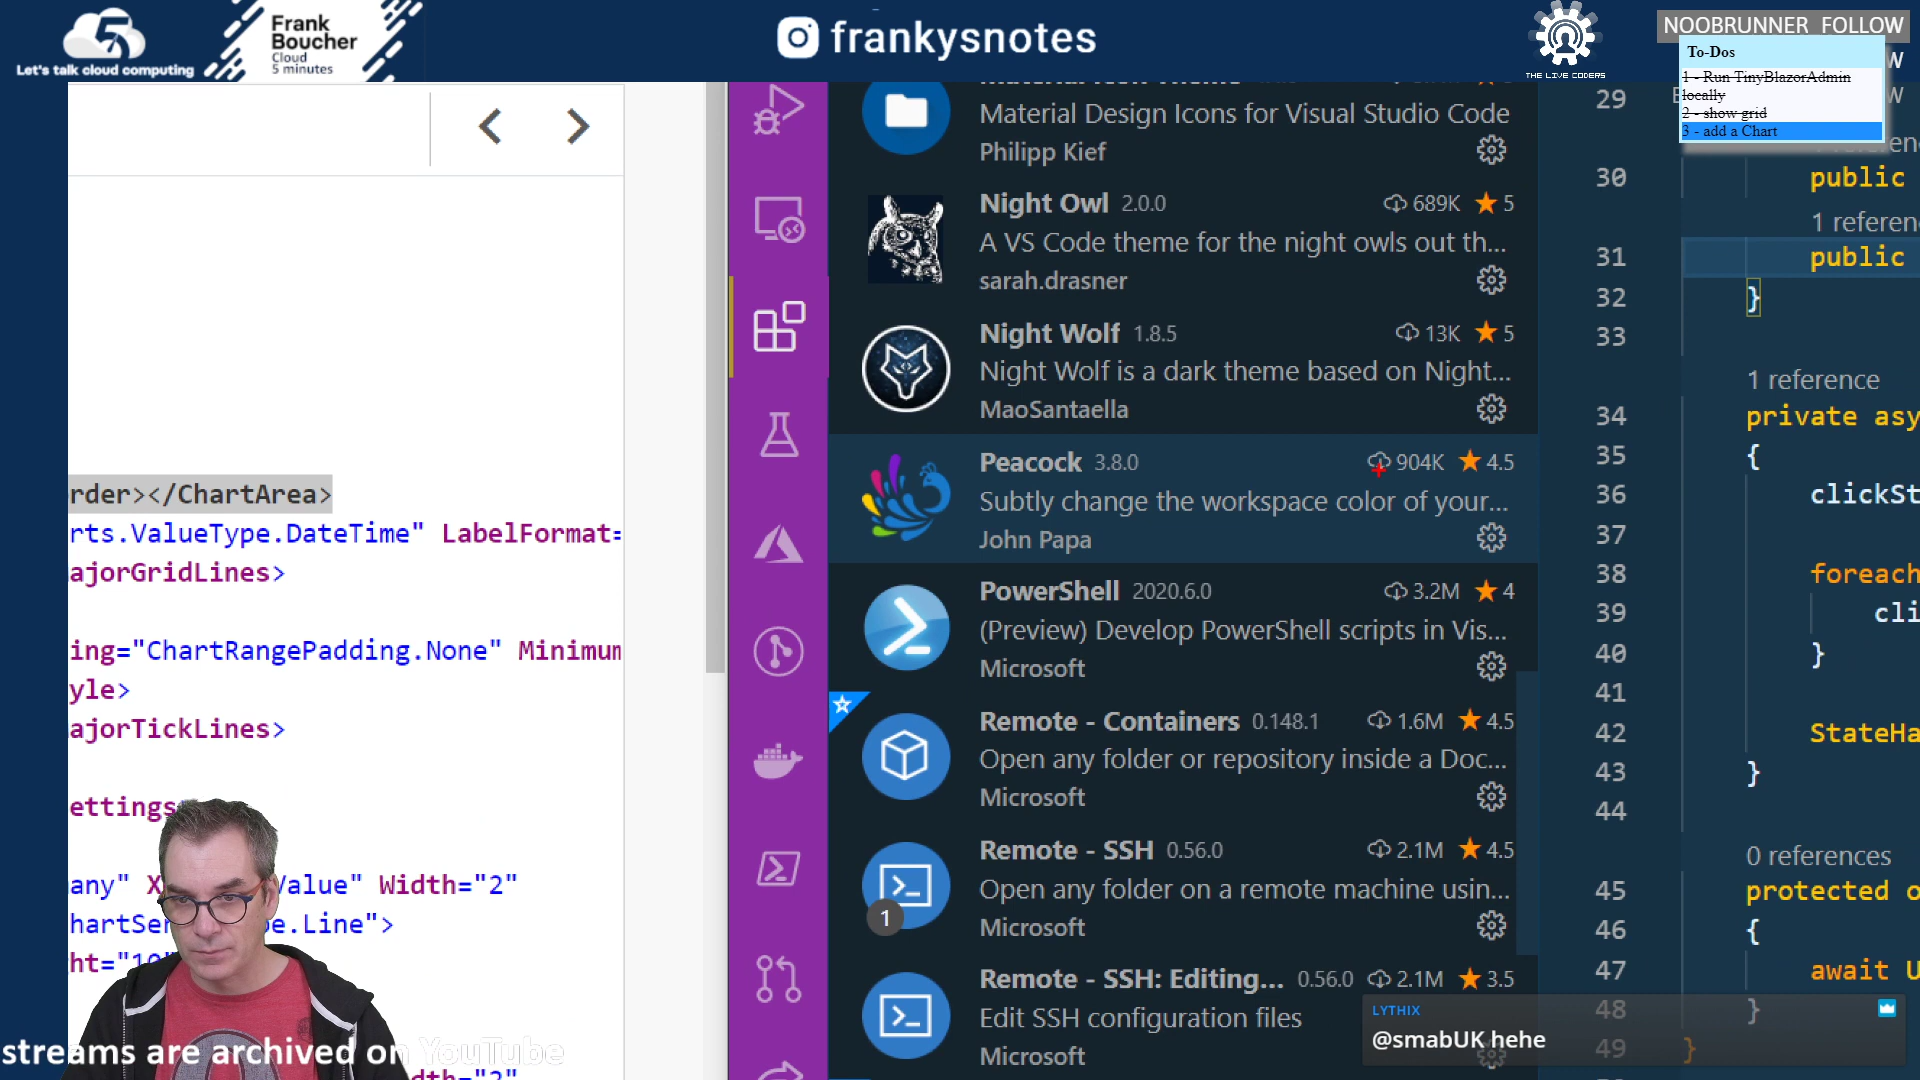 Let's talk cloud computing
Frank
Boucher
Cloud
5 minutes
frankysnotes
THE LIVE CODERS
NOOBRUNNER FOLLOW
To-Dos
1 - Run TinyBlazorAdmin
locally
2 - show grid
3 - add a Chart
rder></ChartArea>
rts.ValueType.DateTime" LabelFormat=
ajorGridLines>
ing="ChartRangePadding.None" Minimum
yle>
ajorTickLines>
ettings
any" X Value" Width="2"
hartSer pe.Line">
ht="10
dth="2"
Material Design Icons for Visual Studio Code
Philipp Kief
Night Owl 2.0.0 689K 5
A VS Code theme for the night owls out th...
sarah.drasner
Night Wolf 1.8.5 13K 5
Night Wolf is a dark theme based on Night...
MaoSantaella
Peacock 3.8.0 904K 4.5
Subtly change the workspace color of your...
John Papa
PowerShell 2020.6.0 3.2M 4
(Preview) Develop PowerShell scripts in Vis...
Microsoft
Remote - Containers 0.148.1 1.6M 4.5
Open any folder or repository inside a Doc...
Microsoft
Remote - SSH 0.56.0 2.1M 4.5
Open any folder on a remote machine usin...
1
Microsoft
Remote - SSH: Editing... 0.56.0 2.1M 3.5
Edit SSH configuration files
Microsoft
29
30 public
1 referen
31 public
32 }
33
1 reference
34 private asy
35 {
36 clickSt
37
38 foreach
39 cli
40 }
41
42 StateHa
43 }
44
0 references
45 protected o
46 {
47 await U
48 }
49 }
LYTHIX
@smabUK hehe
streams are archived on YouTube